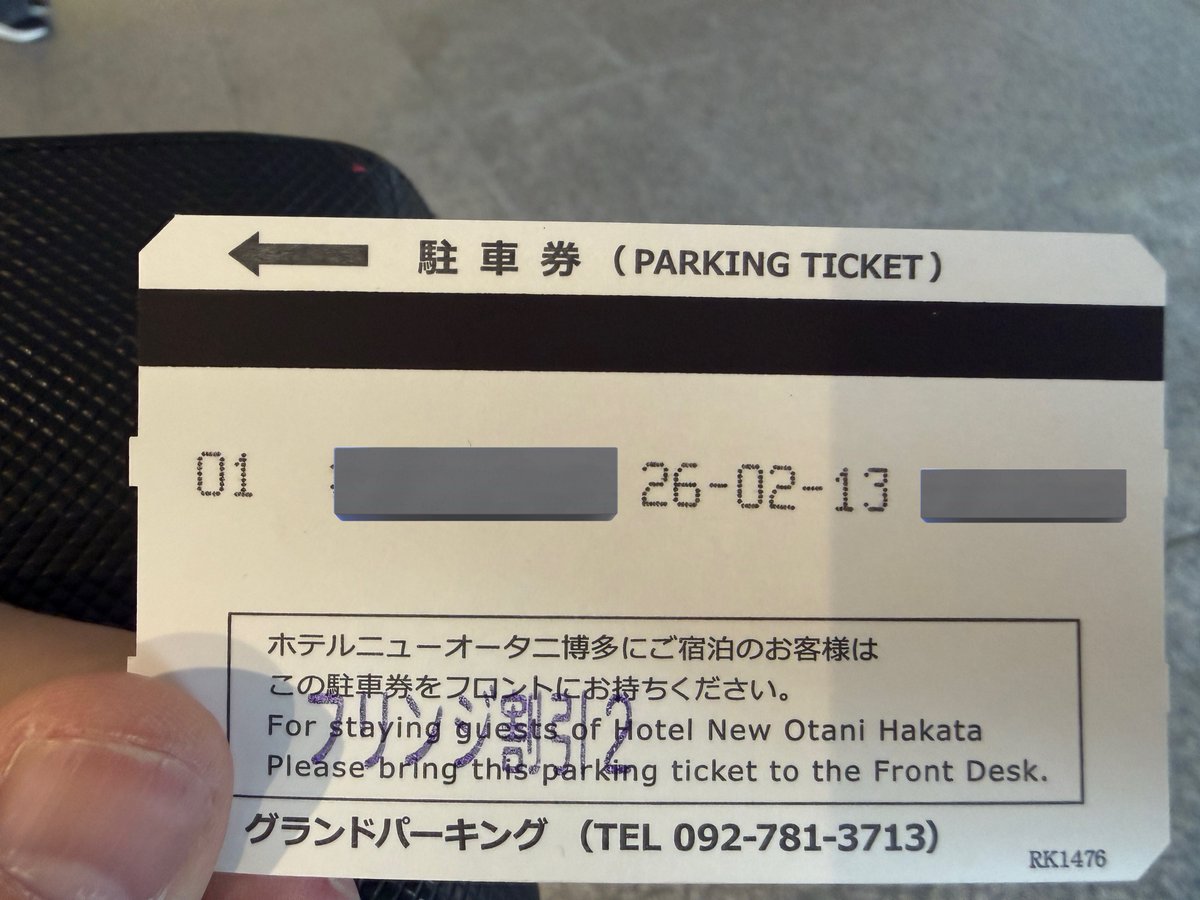 駐車券 (PARKING TICKET)
01 26-02-13
ホテルニューオータニ博多にご宿泊のお客様は
この駐車券をフロントにお持ちください。
フリンジ割引2
For staying guests of Hotel New Otani Hakata
Please bring this parking ticket to the Front Desk.
グランドパーキング (TEL 092-781-3713)
RK1476